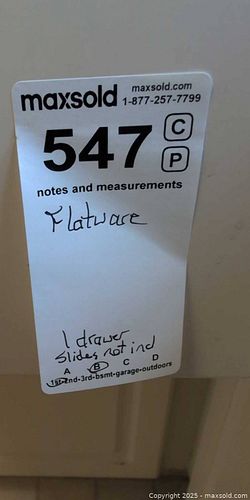 maxsold
maxsold.com
1-877-257-7799
547
C
P
notes and measurements
Flatware
1 drawer
slides not ind
A B C D
1st-2nd-3rd-bsmt-garage-outdoors
Copyright 2025 - maxsold.com